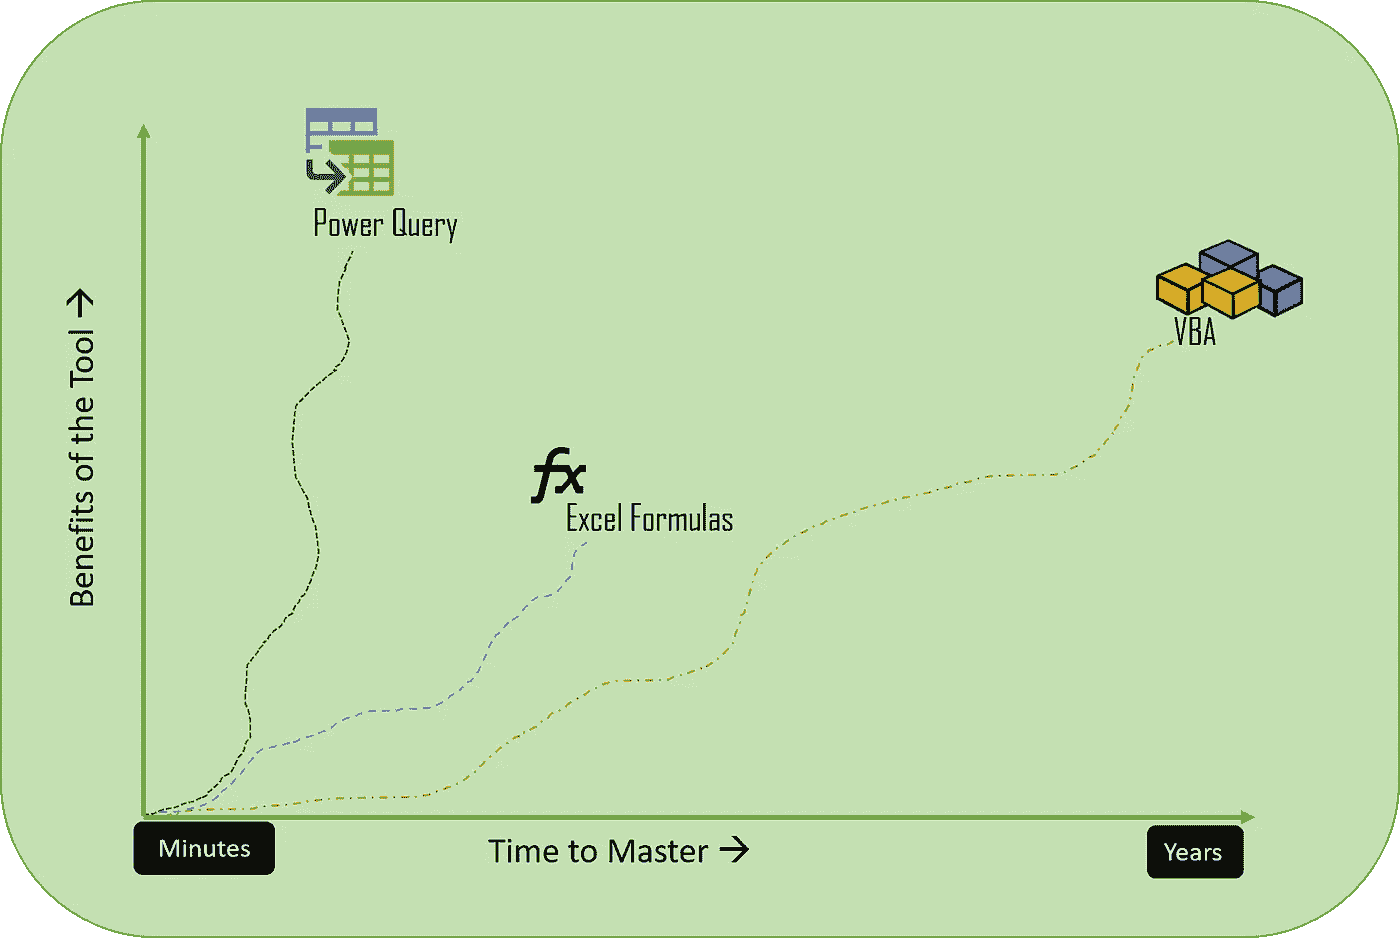 Power Query
VBA
Benefits of the Tool →
fx
Excel Formulas
Minutes
Time to Master →
Years